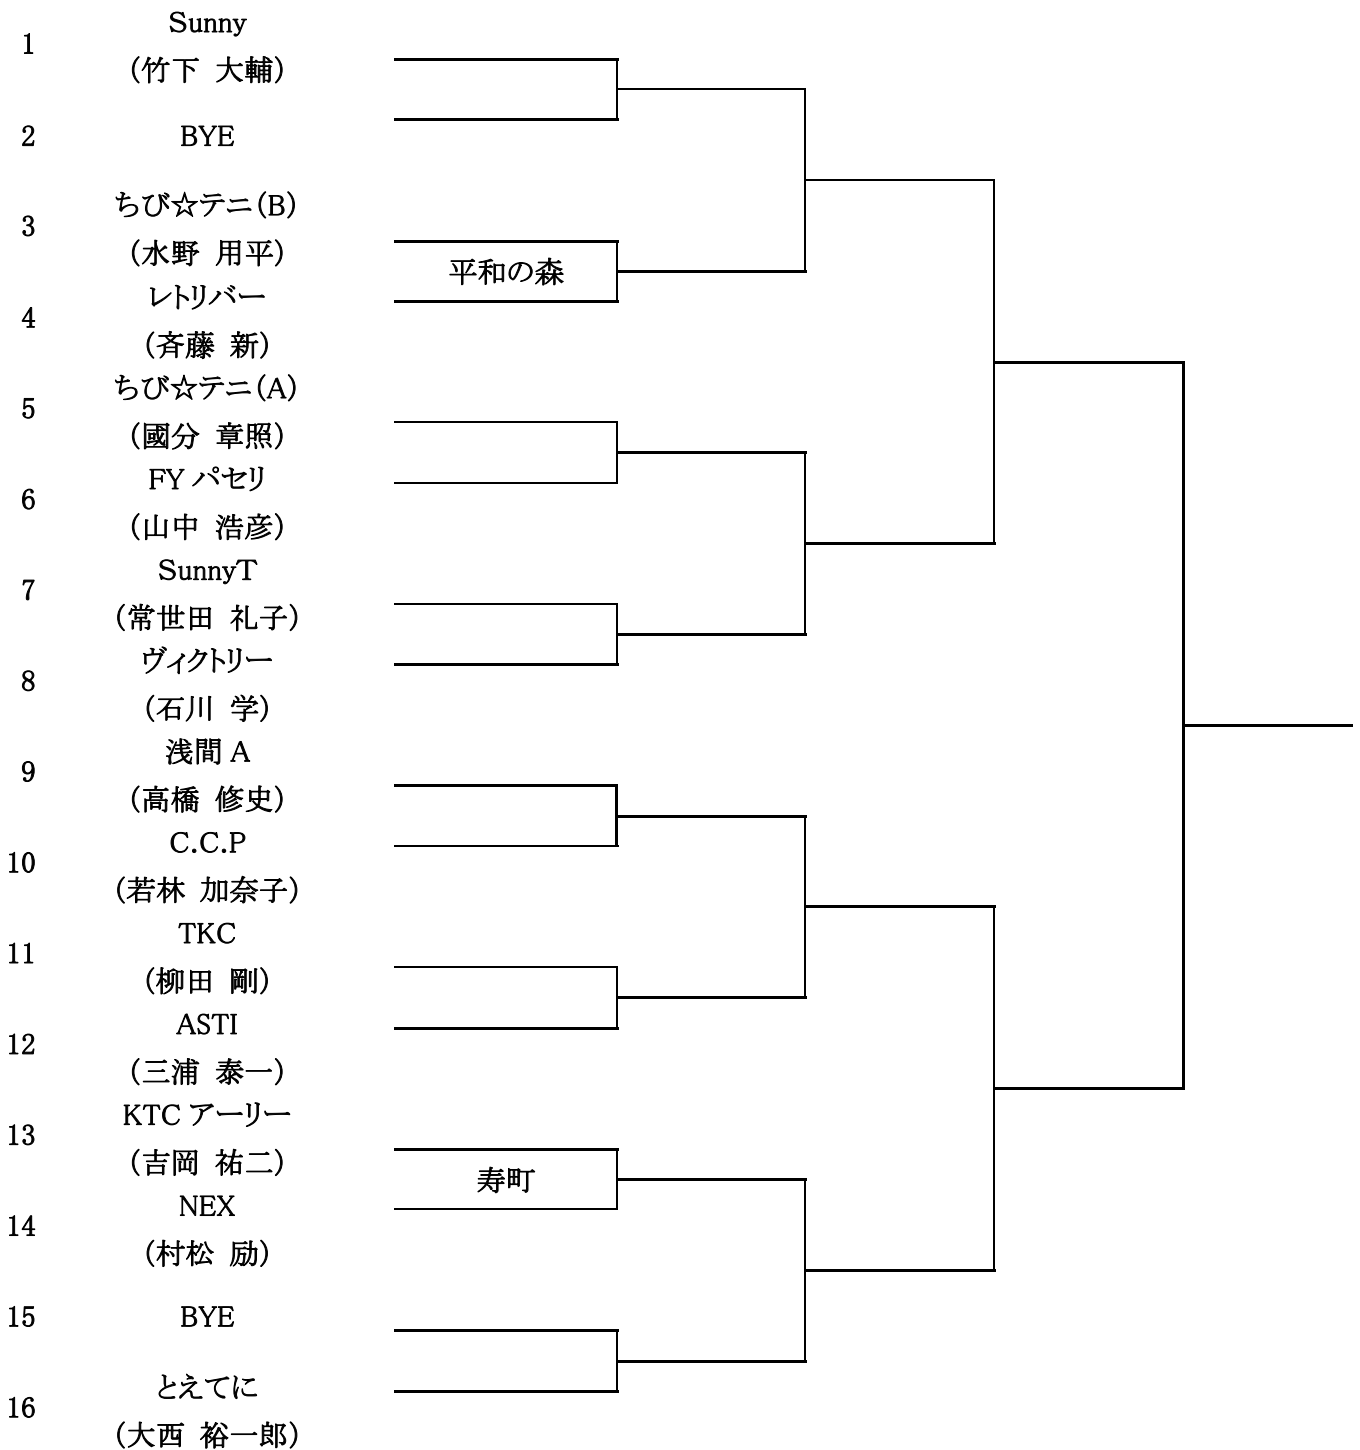 Sunny
1
(竹下 大輔)
2 BYE
ちび☆テニ(B)
3
(水野 用平)
平和の森
レトリバー
4
(斉藤 新)
ちび☆テニ(A)
5
(國分 章照)
FY パセリ
6
(山中 浩彦)
SunnyT
7
(常世田 礼子)
ヴィクトリー
8
(石川 学)
浅間 A
9
(高橋 修史)
C.C.P
10
(若林 加奈子)
TKC
11
(柳田 剛)
ASTI
12
(三浦 泰一)
KTC アーリー
13
(吉岡 祐二)
寿町
NEX
14
(村松 励)
15 BYE
とえてに
16
(大西 裕一郎)